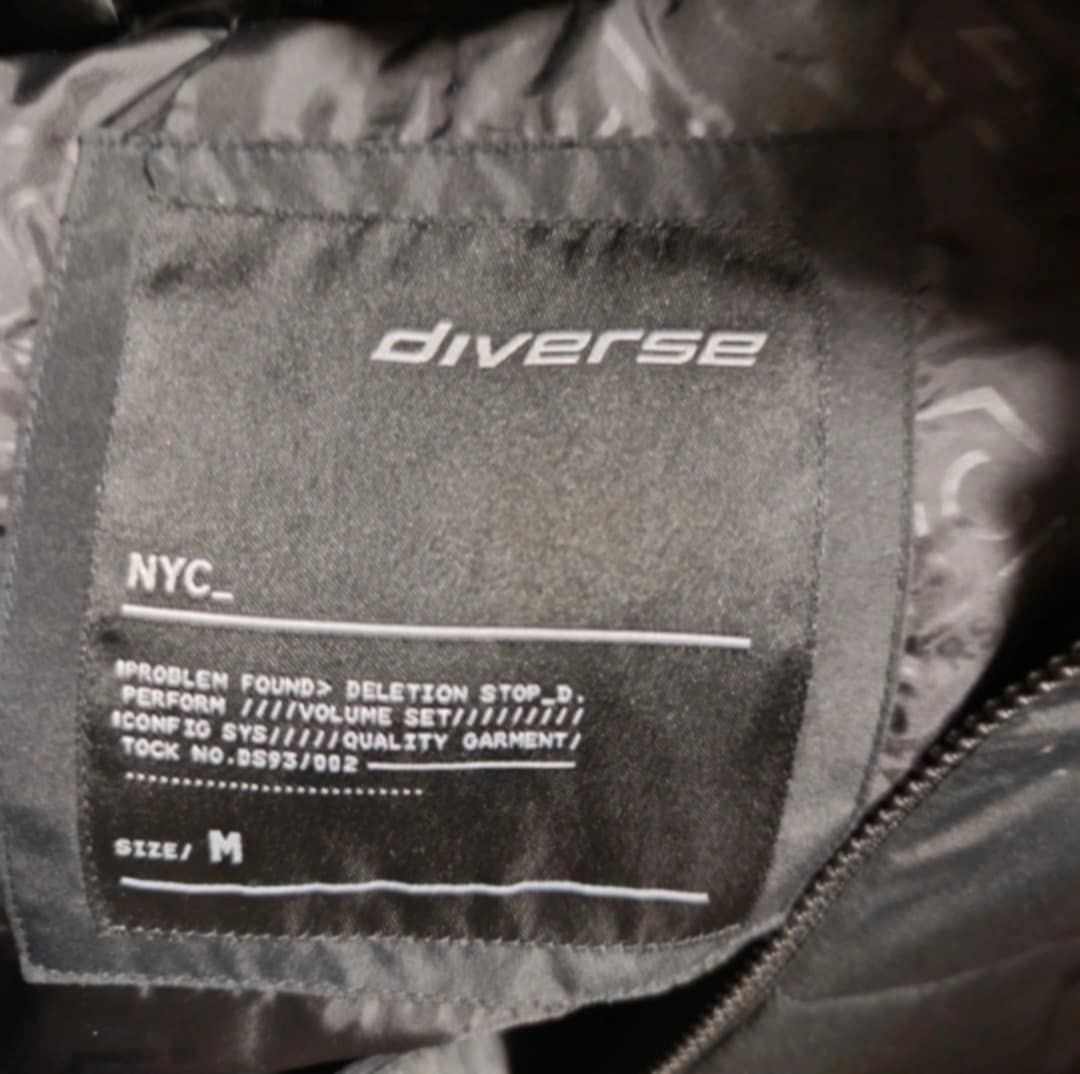 diverse
NYC_
PROBLEM FOUND> DELETION STOP_D.
PERFORM ////VOLUME SET/////////
CONFIG SYS/////QUALITY GARMENT/
TOCK NO.DS93/002
SIZE/ M